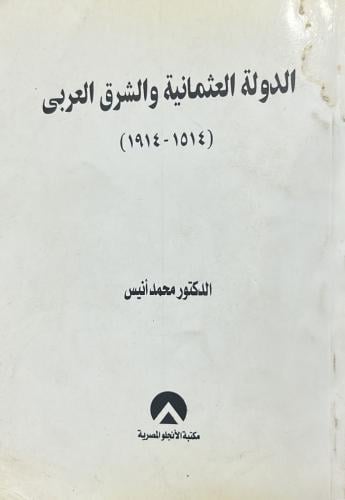 الدولة العثمانية والشرق العربى
(١٥١٤-١٩١٤)
الدكتور محمد أنيس
مكتبة الأنجلو المصرية